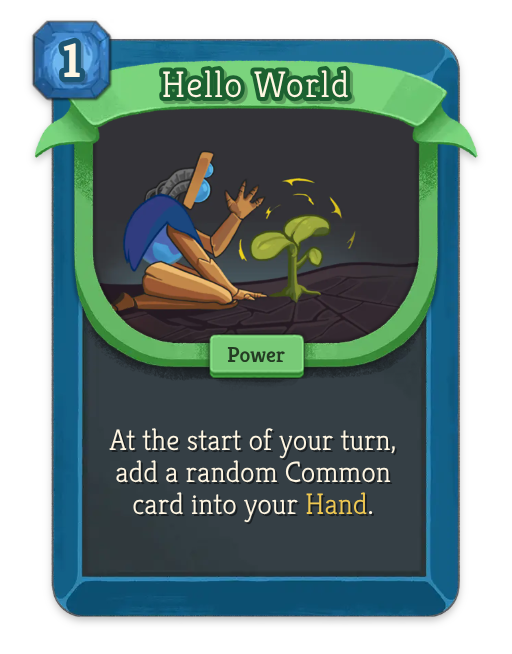 1
Hello World
Power
At the start of your turn,
add a random Common
card into your Hand.